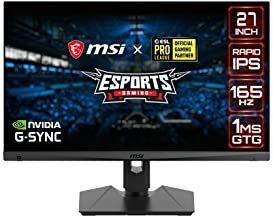 msi × ESL PRO LEAGUE OFFICIAL GAMING PARTNER
ESPORTS
GAMING
NVIDIA
G-SYNC
27
INCH
RAPID
IPS
165
HZ
1MS
GTG
msi